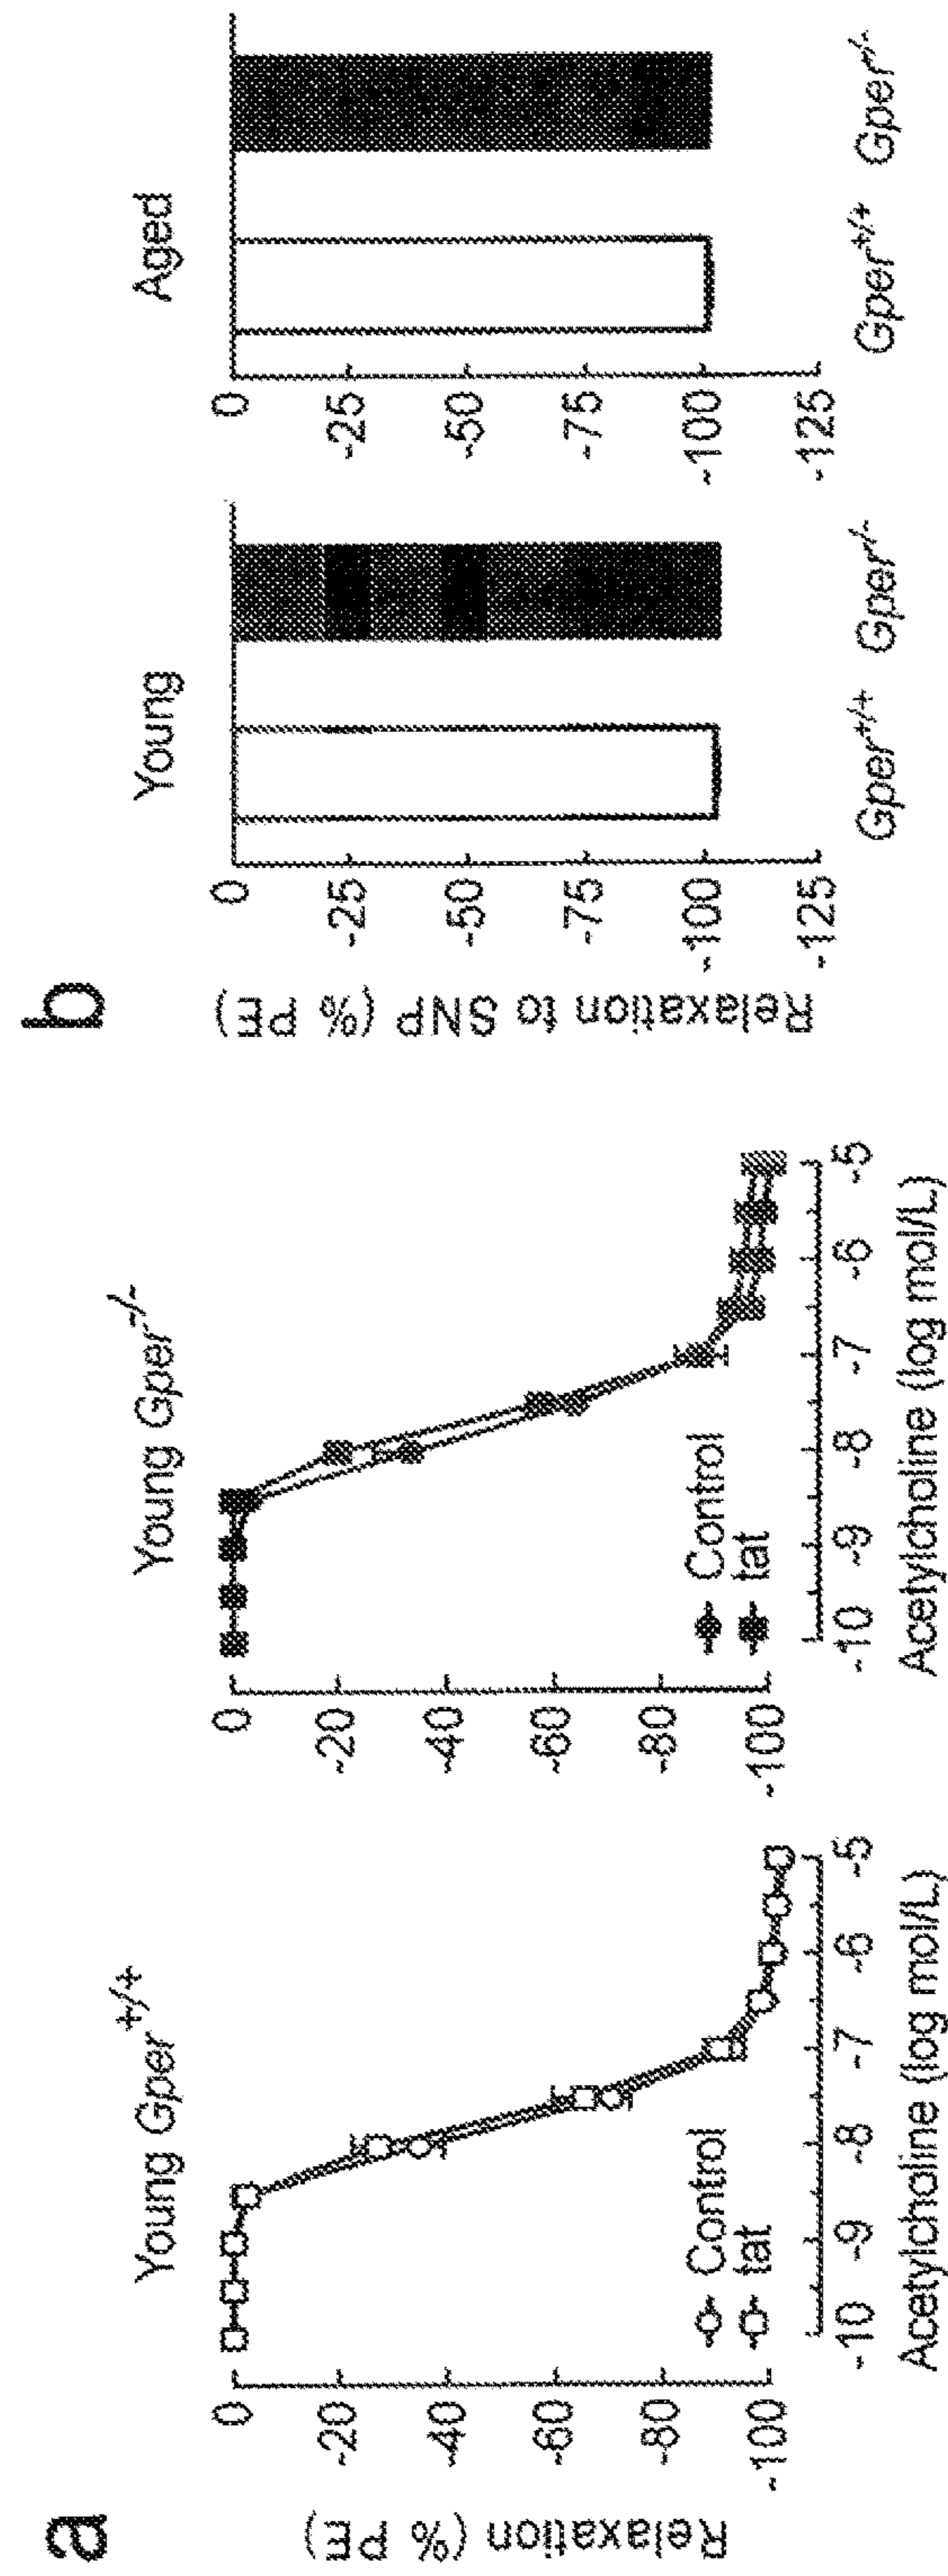 a
Young Gper+/+
Relaxation (% PE)
0
-20
-40
-60
-80
-100
Control
tat
-10 -9 -8 -7 -6 -5
Acetylcholine (log mol/L)
Young Gper-/-
0
-20
-40
-60
-80
-100
Control
tat
-10 -9 -8 -7 -6 -5
Acetylcholine (log mol/L)
b
Young
Relaxation to SNP (% PE)
0
-25
-50
-75
-100
-125
Gper+/+ Gper-/-
Aged
0
-25
-50
-75
-100
-125
Gper+/+ Gper-/-